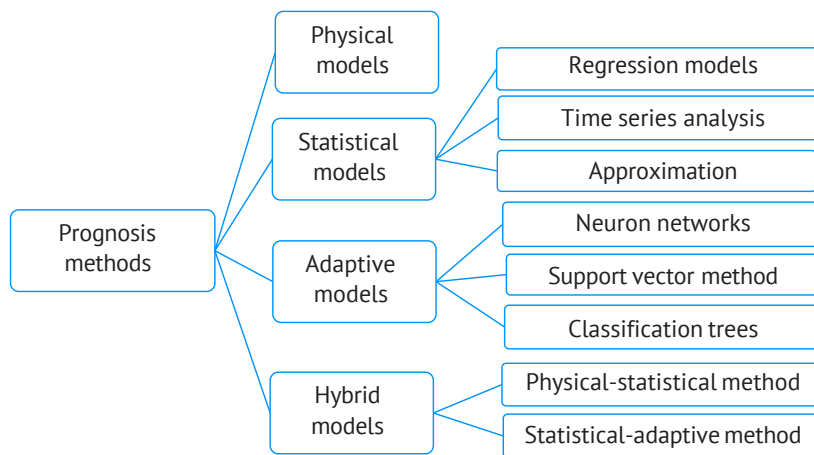 Physical
models
Regression models
Time series analysis
Statistical
models
Approximation
Prognosis
methods
Neuron networks
Adaptive
models
Support vector method
Classification trees
Hybrid
models
Physical-statistical method
Statistical-adaptive method